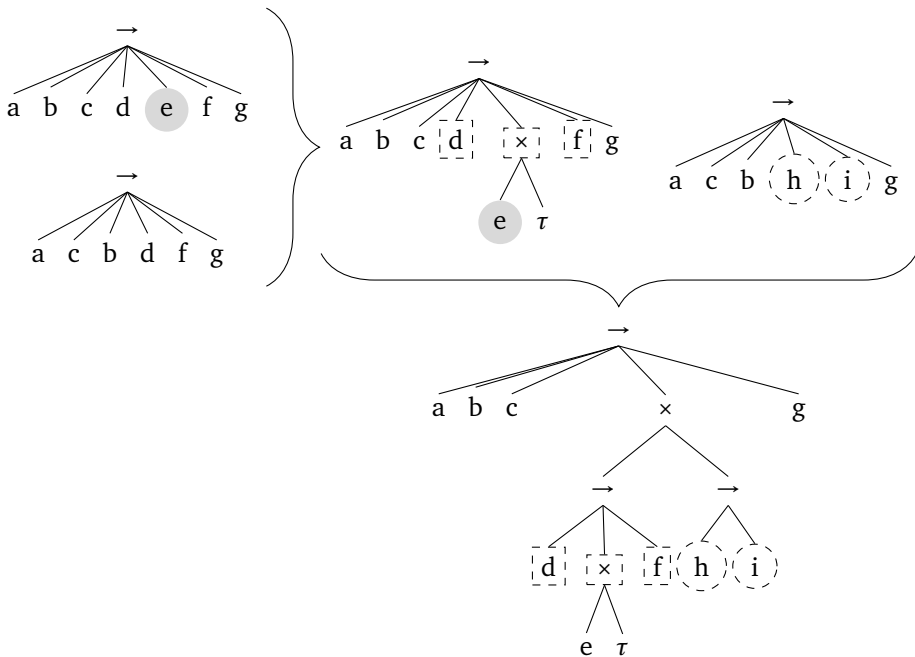 →
a b c d e f g
→
a c b d f g
→
a b c d × f g
e τ
→
a c b h i g
→
a b c × g
→ →
d × f h i
e τ